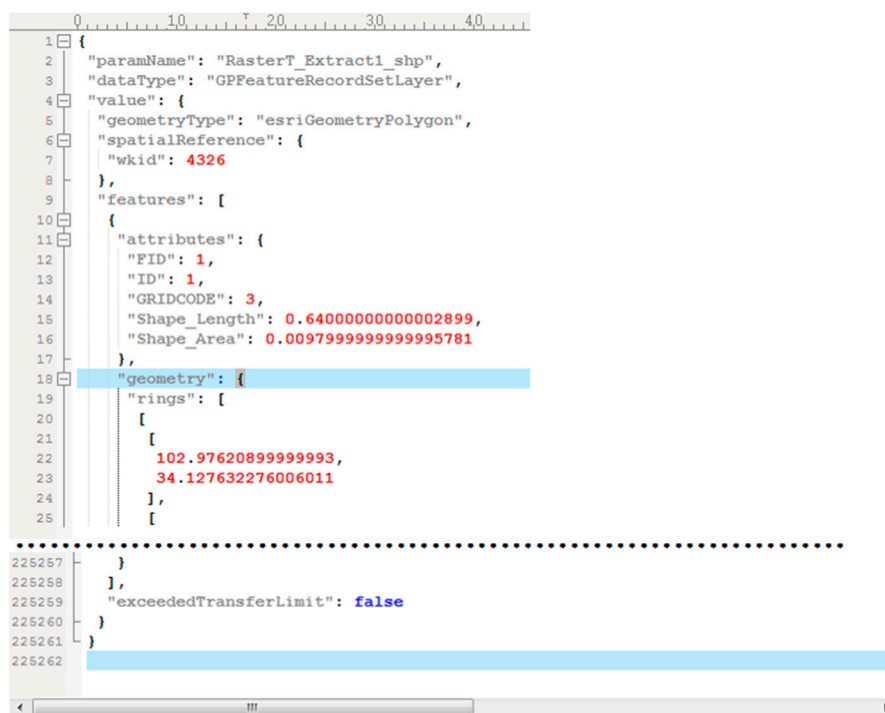 0 10 20 30 40
1 {
2 "paramName": "RasterT_Extract1_shp",
3 "dataType": "GPFeatureRecordSetLayer",
4 "value": {
5 "geometryType": "esriGeometryPolygon",
6 "spatialReference": {
7 "wkid": 4326
8 },
9 "features": [
10 {
11 "attributes": {
12 "FID": 1,
13 "ID": 1,
14 "GRIDCODE": 3,
15 "Shape_Length": 0.64000000000002899,
16 "Shape_Area": 0.0097999999999995781
17 },
18 "geometry": {
19 "rings": [
20 [
21 [
22 102.97620899999993,
23 34.127632276006011
24 ],
25 [
225257 }
225258 ],
225259 "exceededTransferLimit": false
225260 }
225261 }
225262